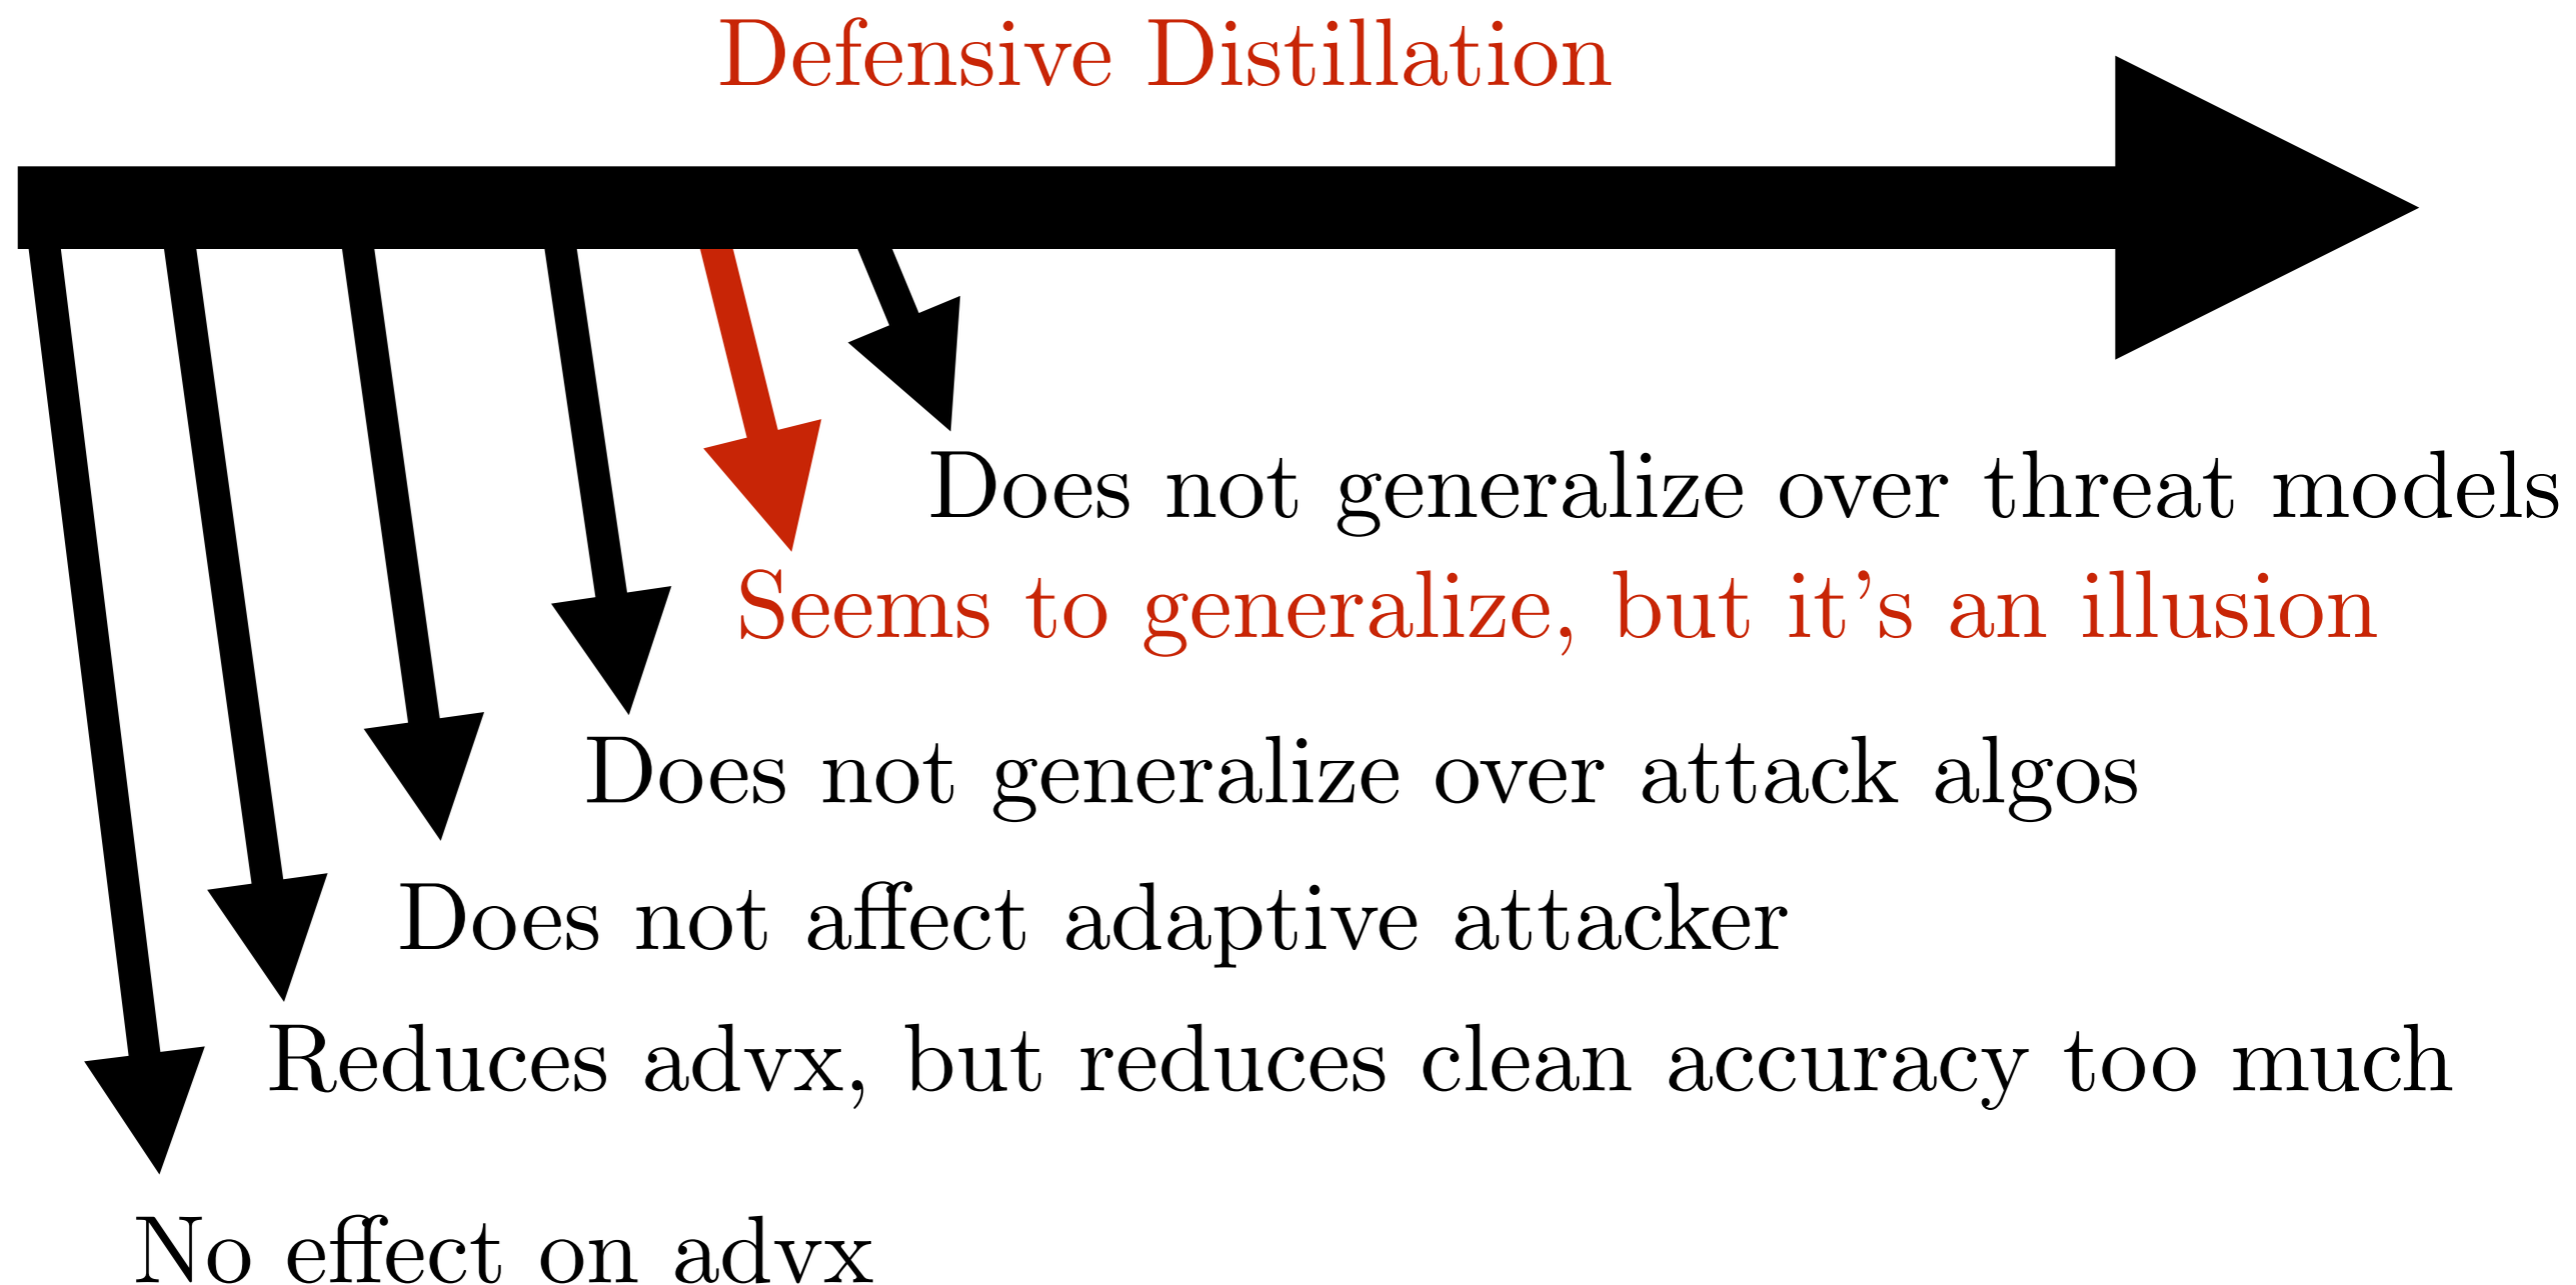 Defensive Distillation
Does not generalize over threat models
Seems to generalize, but it's an illusion
Does not generalize over attack algos
Does not affect adaptive attacker
Reduces advx, but reduces clean accuracy too much
No effect on advx